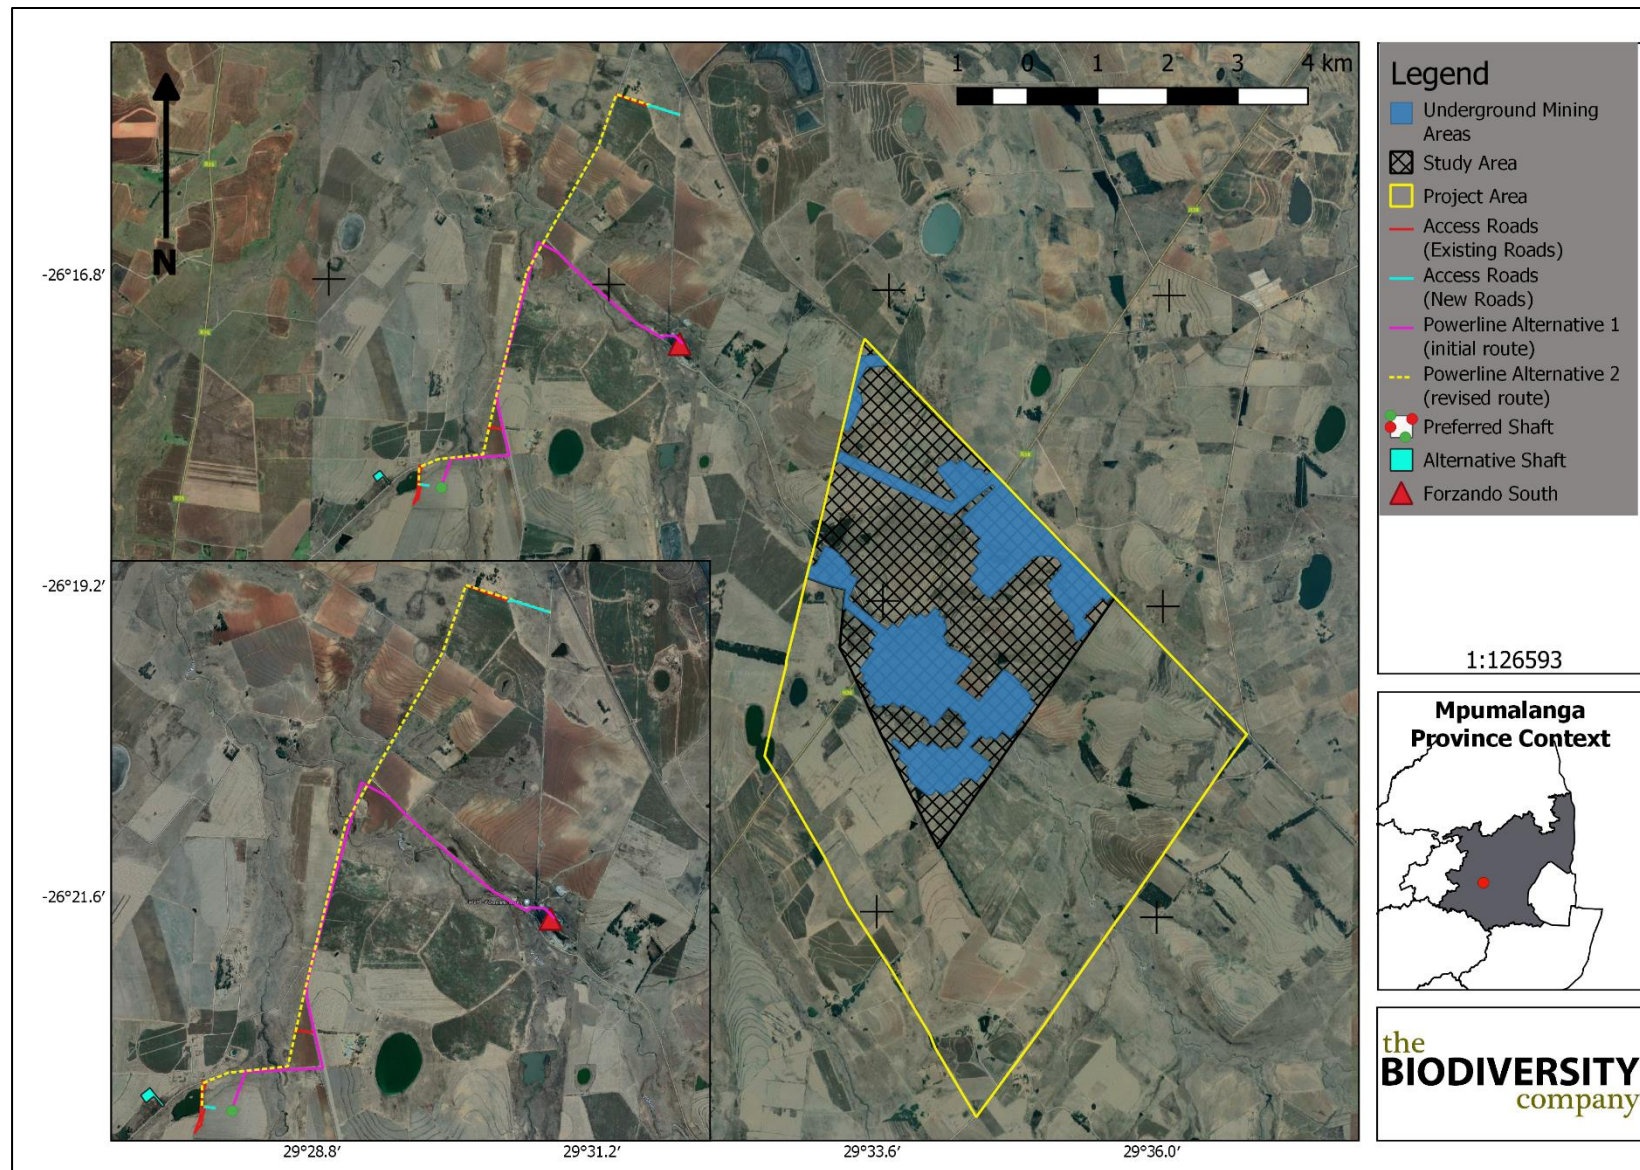 1 0 1 2 3 4 km
N
-26°16.8'
-26°19.2'
-26°21.6'
29°28.8'
29°31.2'
29°33.6'
29°36.0'
Legend
Underground Mining
Areas
Study Area
Project Area
Access Roads
(Existing Roads)
Access Roads
(New Roads)
Powerline Alternative 1
(initial route)
Powerline Alternative 2
(revised route)
Preferred Shaft
Alternative Shaft
Forzando South
1:126593
Mpumalanga
Province Context
the
BIODIVERSITY
company